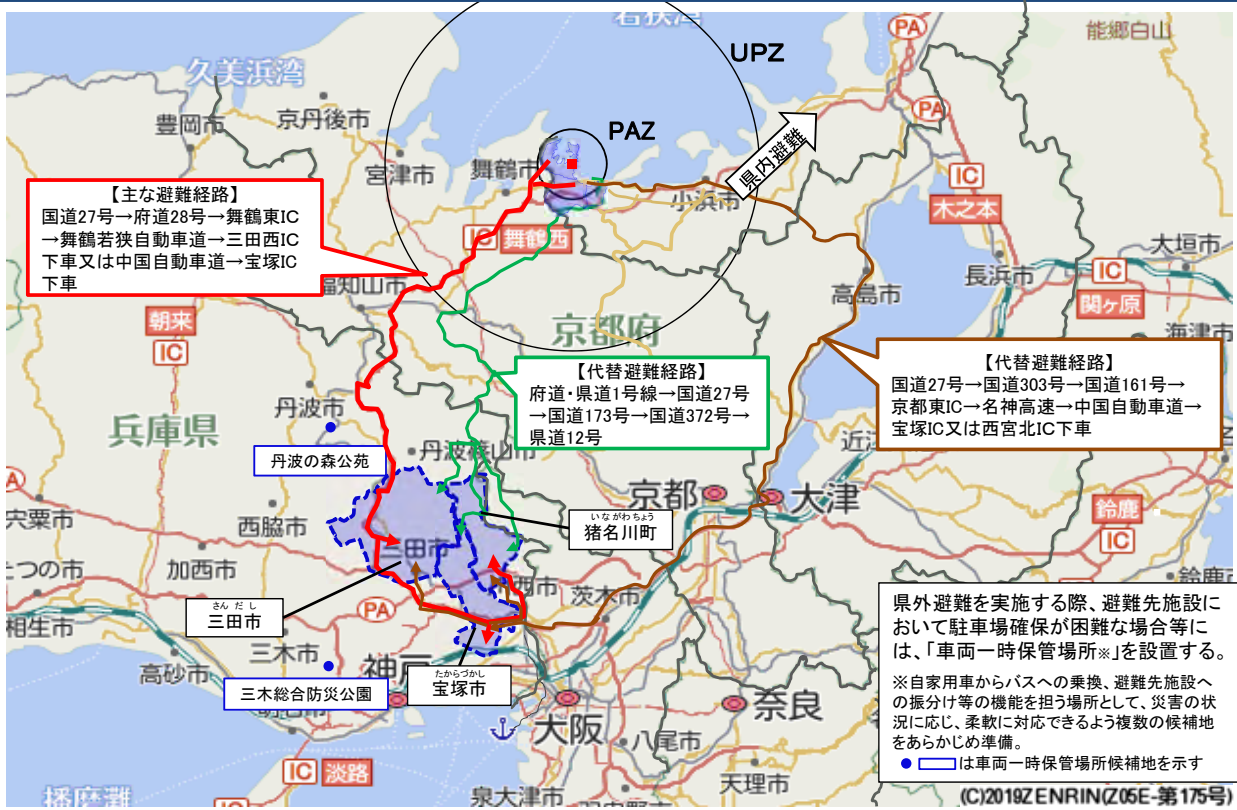 若狭湾
能郷白山
PA
UPZ
久美浜湾
PA
豊岡市
京丹後市
PAZ
県内避難
宮津市
舞鶴市
IC
小浜市
木之本
【主な避難経路】
国道27号→府道28号→舞鶴東IC
→舞鶴若狭自動車道→三田西IC
下車又は中国自動車道→宝塚IC
下車
IC 舞鶴西
大垣市
長浜市
IC
関ヶ原
福知山市
高島市
朝来
IC
京都府
海津市
【代替避難経路】
府道・県道1号線→国道27号
→国道173号→国道372号→
県道12号
【代替避難経路】
国道27号→国道303号→国道161号→
京都東IC→名神高速→中国自動車道→
宝塚IC又は西宮北IC下車
丹波市
兵庫県
丹波篠山市
丹波の森公苑
京都
大津
鈴鹿
IC
宍粟市
西脇市
いながわちょう
猪名川町
三田市
加西市
たつの市
茨木市
鈴鹿市
さんだし
三田市
PA
相生市
三木市
高砂市
神戸
たからづかし
宝塚市
三木総合防災公園
県外避難を実施する際、避難先施設に
おいて駐車場確保が困難な場合等に
は、「車両一時保管場所※」を設置する。
※自家用車からバスへの乗換、避難先施設へ
の振分け等の機能を担う場所として、災害の状
況に応じ、柔軟に対応できるよう複数の候補地
をあらかじめ準備。
は車両一時保管場所候補地を示す
大阪
奈良
八尾市
IC 淡路
天理市
播磨灘
IC
泉大津市
(C)2019ZENRIN(Z05E-第175号)